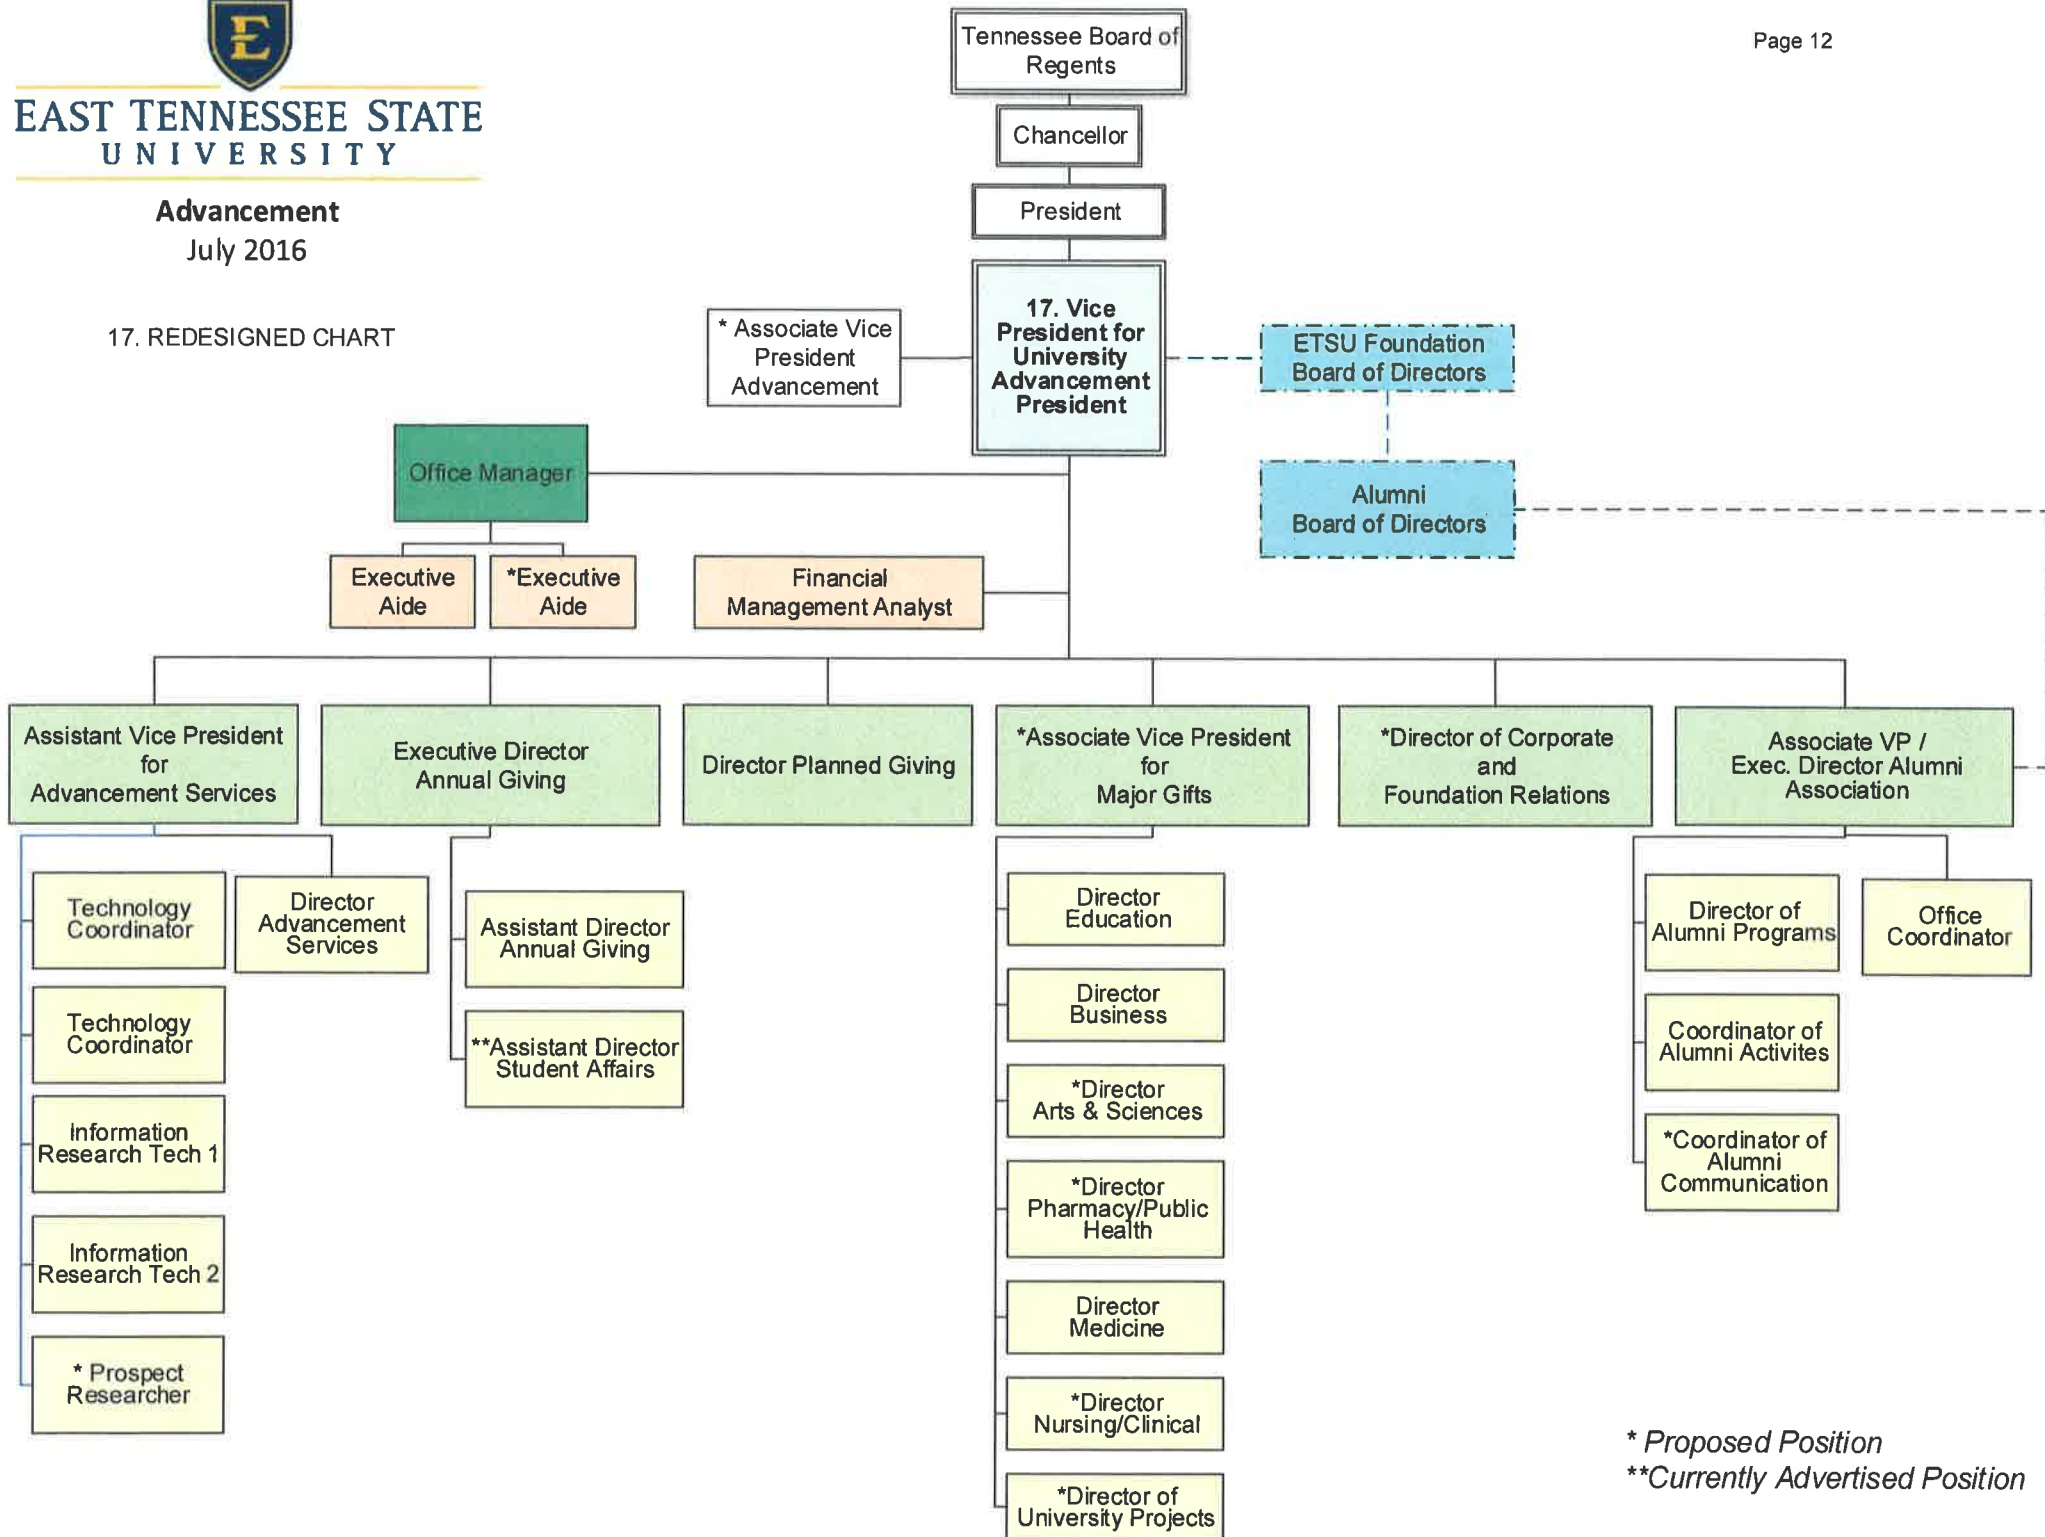 E
EAST TENNESSEE STATE
UNIVERSITY
Advancement
July 2016
17. REDESIGNED CHART
Page 12
Tennessee Board of
Regents
Chancellor
President
17. Vice
President for
University
Advancement
President
* Associate Vice
President
Advancement
ETSU Foundation
Board of Directors
Alumni
Board of Directors
Office Manager
Executive
Aide
*Executive
Aide
Financial
Management Analyst
Assistant Vice President
for
Advancement Services
Executive Director
Annual Giving
Director Planned Giving
*Associate Vice President
for
Major Gifts
*Director of Corporate
and
Foundation Relations
Associate VP /
Exec. Director Alumni
Association
Technology
Coordinator
Director
Advancement
Services
Technology
Coordinator
Information
Research Tech 1
Information
Research Tech 2
* Prospect
Researcher
Assistant Director
Annual Giving
**Assistant Director
Student Affairs
Director
Education
Director
Business
*Director
Arts & Sciences
*Director
Pharmacy/Public
Health
Director
Medicine
*Director
Nursing/Clinical
*Director of
University Projects
Director of
Alumni Programs
Office
Coordinator
Coordinator of
Alumni Activites
*Coordinator of
Alumni
Communication
* Proposed Position
**Currently Advertised Position